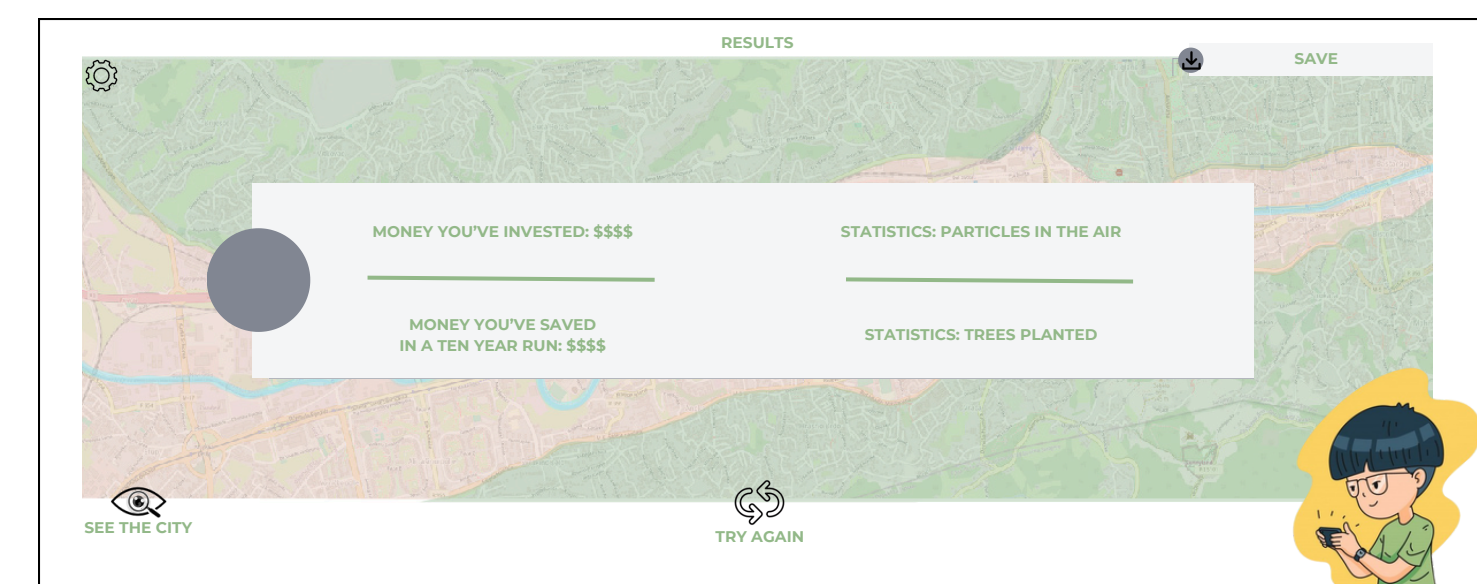 RESULTS
SAVE
MONEY YOU'VE INVESTED: $$$$
STATISTICS: PARTICLES IN THE AIR
MONEY YOU'VE SAVED
IN A TEN YEAR RUN: $$$$
STATISTICS: TREES PLANTED
SEE THE CITY
TRY AGAIN